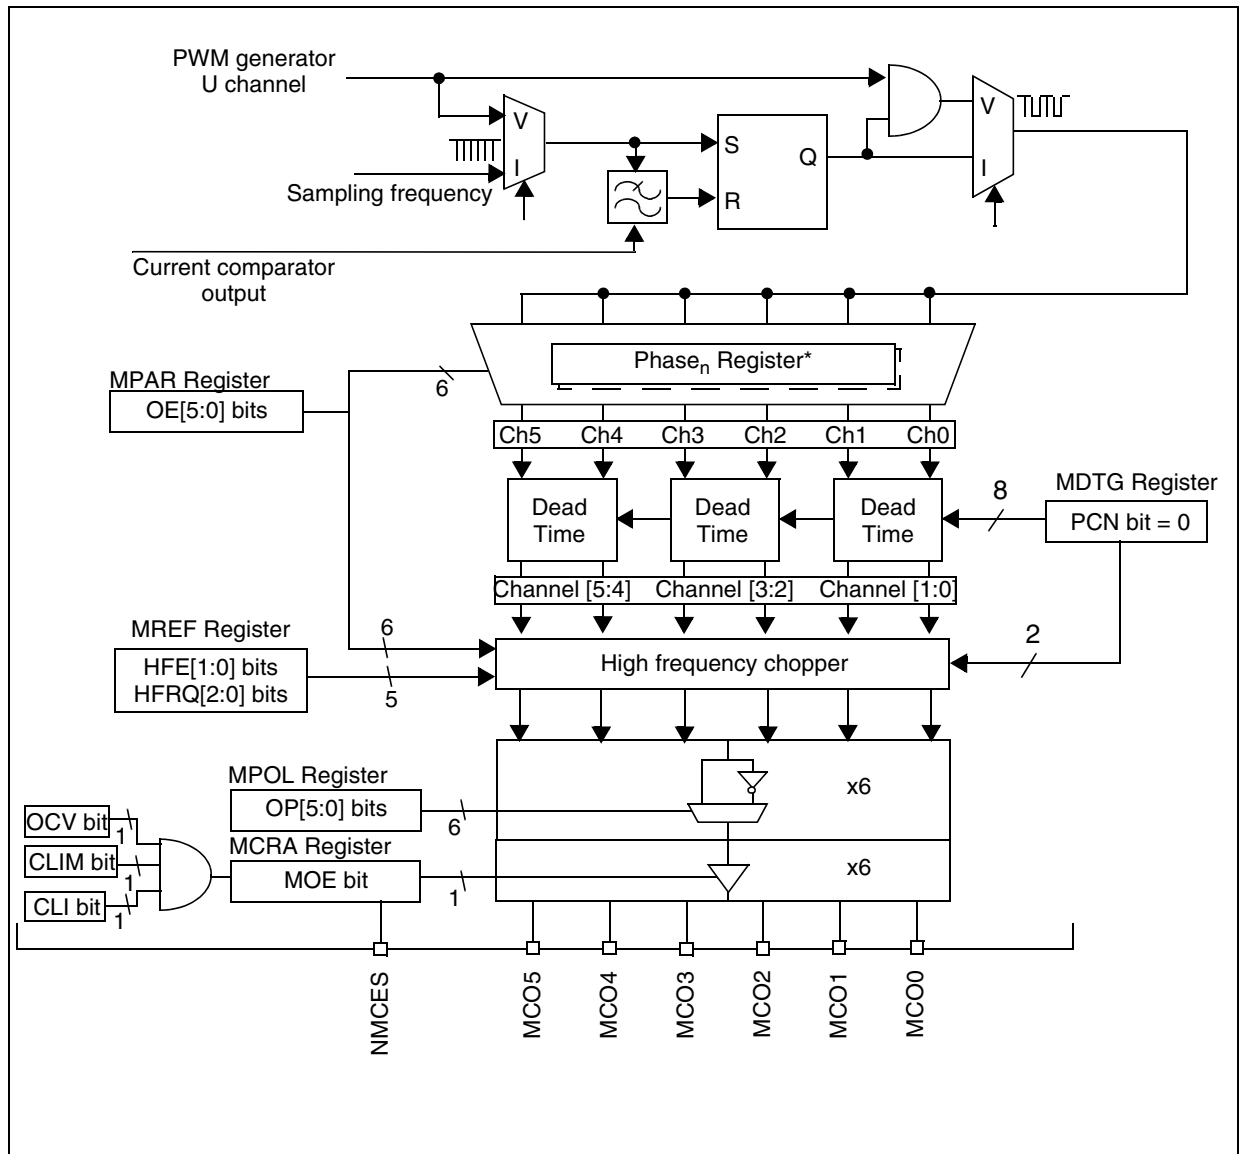 PWM generator
U channel
V
I
Sampling frequency
S
R
Q
V
I
Current comparator
output
Phasen Register*
MPAR Register
OE[5:0] bits
6
Ch5 Ch4 Ch3 Ch2 Ch1 Ch0
Dead
Time
Dead
Time
Dead
Time
8
MDTG Register
PCN bit = 0
Channel [5:4] Channel [3:2] Channel [1:0]
MREF Register
HFE[1:0] bits
HFRQ[2:0] bits
6
5
High frequency chopper
2
MPOL Register
OP[5:0] bits
6
x6
OCV bit
1
CLIM bit
1
CLI bit
1
MCRA Register
MOE bit
1
x6
NMCES
MCO5
MCO4
MCO3
MCO2
MCO1
MCO0